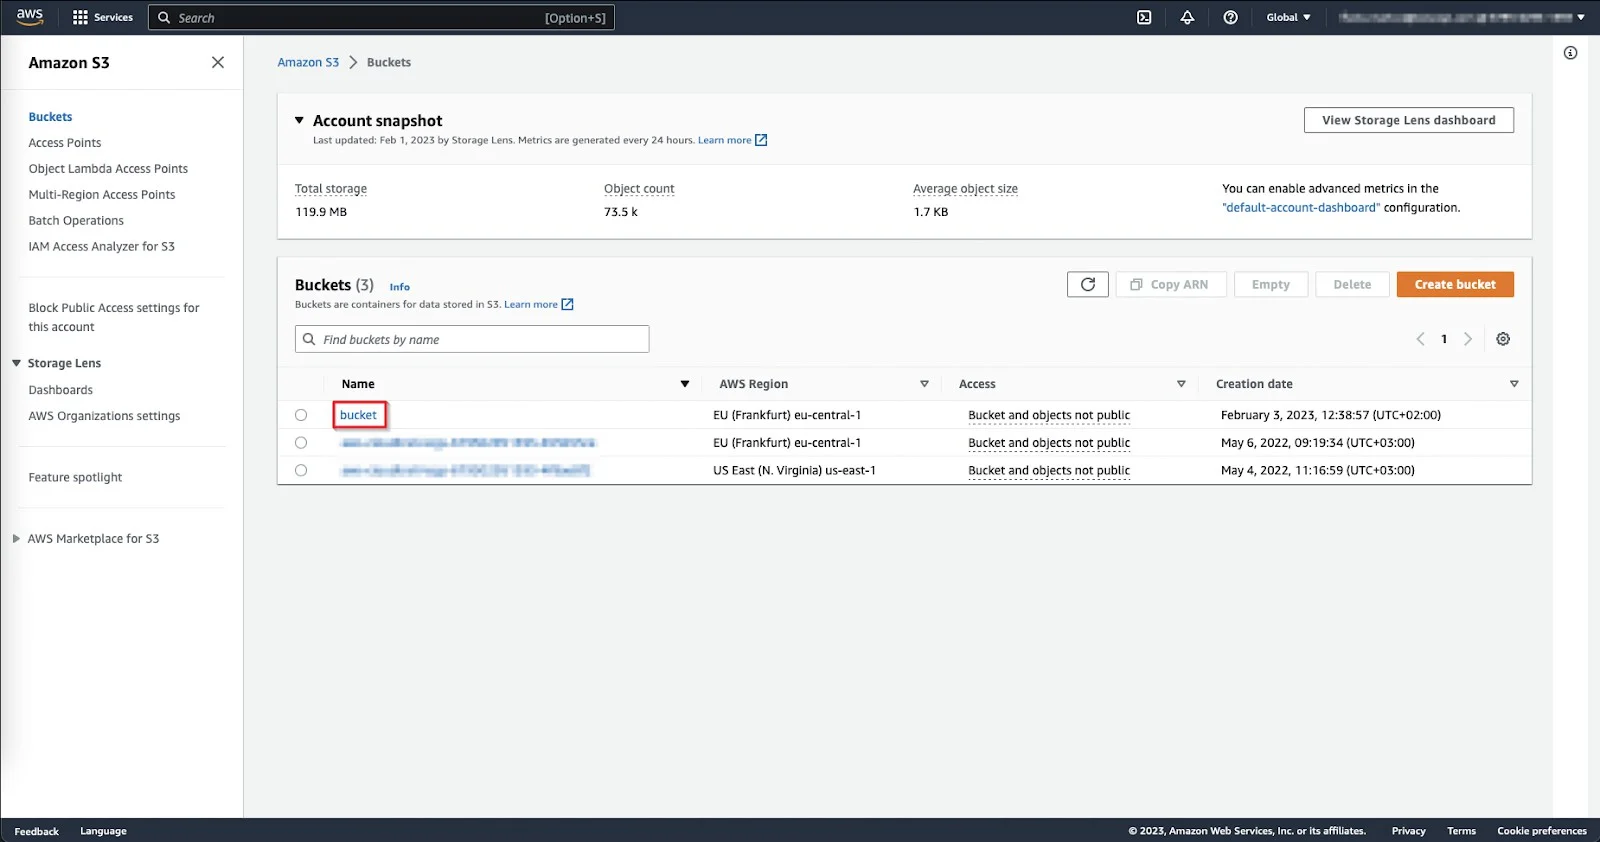 aws Services Search [Option+S] Global
Amazon S3
Buckets
Access Points
Object Lambda Access Points
Multi-Region Access Points
Batch Operations
IAM Access Analyzer for S3
Block Public Access settings for
this account
Storage Lens
Dashboards
AWS Organizations settings
Feature spotlight
AWS Marketplace for S3
Amazon S3 Buckets
Account snapshot
View Storage Lens dashboard
Last updated: Feb 1, 2023 by Storage Lens. Metrics are generated every 24 hours. Learn more
Total storage
119.9 MB
Object count
73.5 k
Average object size
1.7 KB
You can enable advanced metrics in the
"default-account-dashboard" configuration.
Buckets (3) Info
Buckets are containers for data stored in S3. Learn more
Copy ARN Empty Delete Create bucket
Find buckets by name
1
Name AWS Region Access Creation date
bucket EU (Frankfurt) eu-central-1 Bucket and objects not public February 3, 2023, 12:38:57 (UTC+02:00)
EU (Frankfurt) eu-central-1 Bucket and objects not public May 6, 2022, 09:19:34 (UTC+03:00)
US East (N. Virginia) us-east-1 Bucket and objects not public May 4, 2022, 11:16:59 (UTC+03:00)
Feedback Language © 2023, Amazon Web Services, Inc. or its affiliates. Privacy Terms Cookie preferences